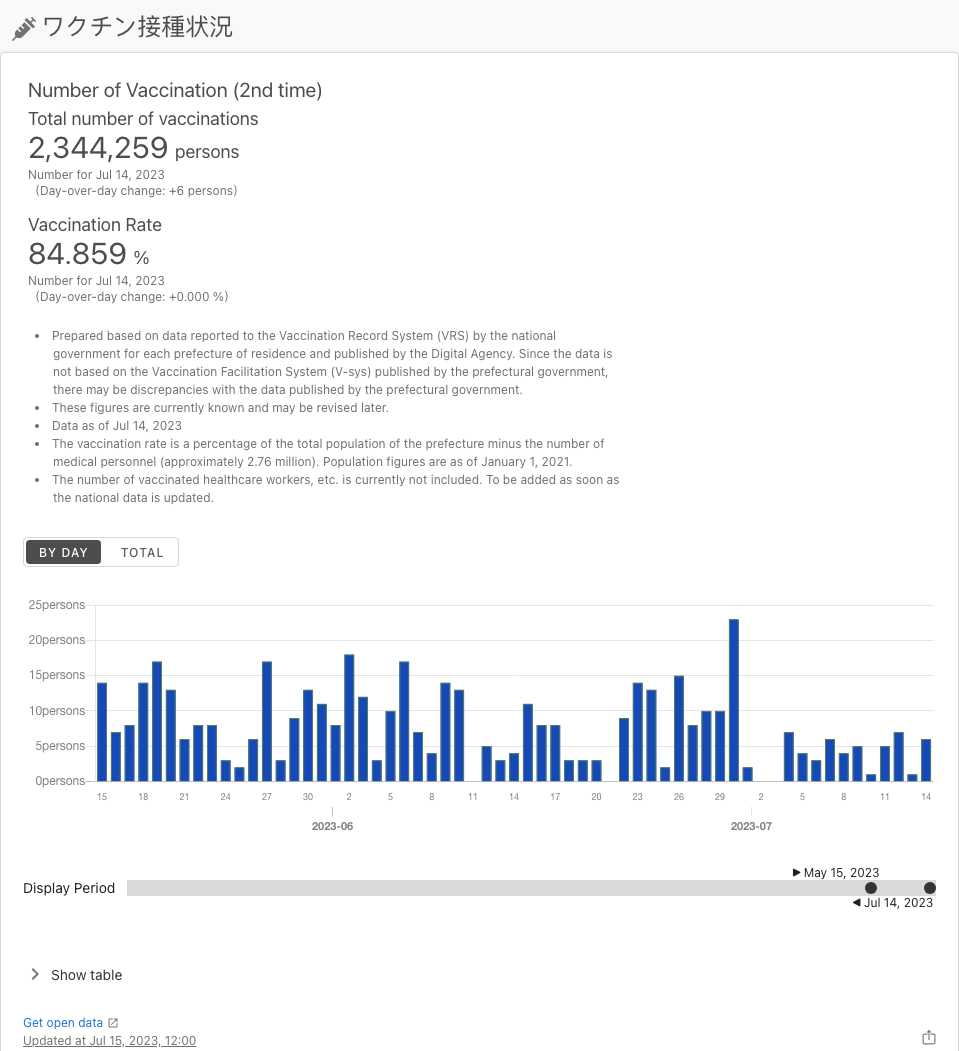 ワクチン接種状況
Number of Vaccination (2nd time)
Total number of vaccinations
2,344,259 persons
Number for Jul 14, 2023
(Day-over-day change: +6 persons)
Vaccination Rate
84.859 %
Number for Jul 14, 2023
(Day-over-day change: +0.000 %)
• Prepared based on data reported to the Vaccination Record System (VRS) by the national
government for each prefecture of residence and published by the Digital Agency. Since the data is
not based on the Vaccination Facilitation System (V-sys) published by the prefectural government,
there may be discrepancies with the data published by the prefectural government.
• These figures are currently known and may be revised later.
• Data as of Jul 14, 2023
• The vaccination rate is a percentage of the total population of the prefecture minus the number of
medical personnel (approximately 2.76 million). Population figures are as of January 1, 2021.
• The number of vaccinated healthcare workers, etc. is currently not included. To be added as soon as
the national data is updated.
BY DAY TOTAL
25persons
20persons
15persons
10persons
5persons
0persons
15 18 21 24 27 30 2 5 8 11 14 17 20 23 26 29 2 5 8 11 14
2023-06 2023-07
▶ May 15, 2023
Display Period
◀ Jul 14, 2023
Show table
Get open data
Updated at Jul 15, 2023, 12:00